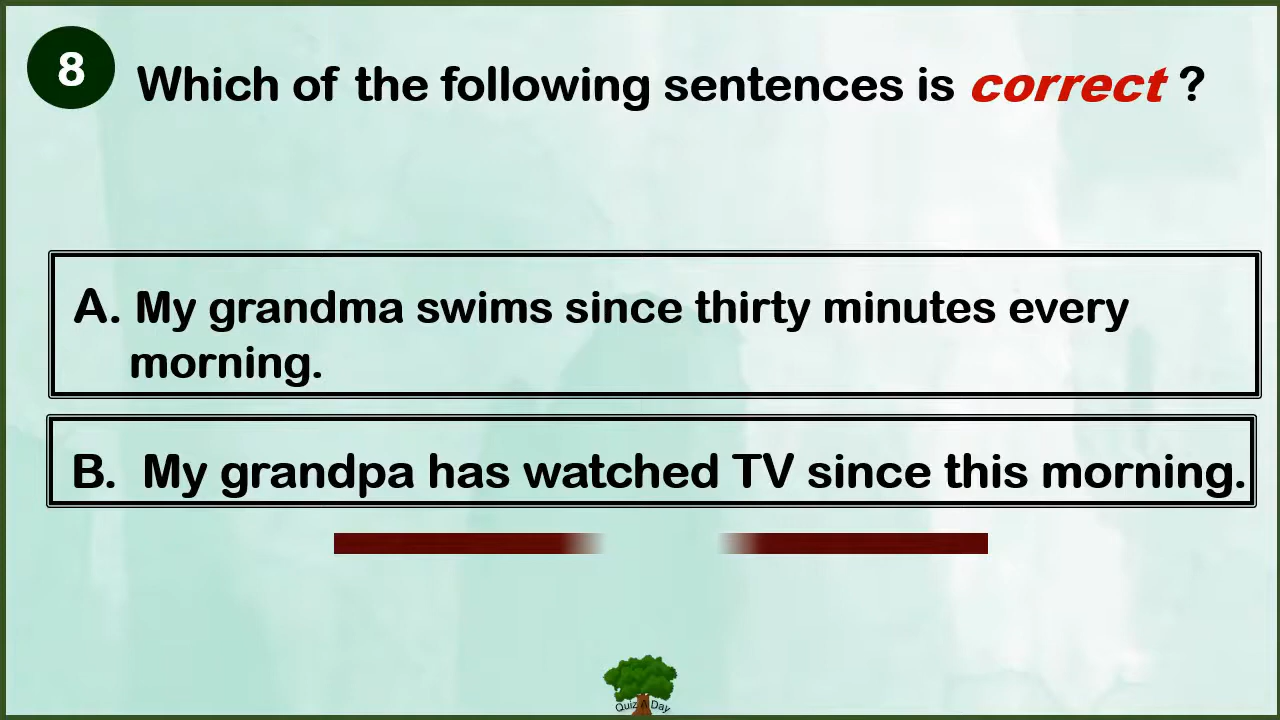 8
Which of the following sentences is correct ?
A. My grandma swims since thirty minutes every
morning.
B. My grandpa has watched TV since this morning.
Quiz A Day